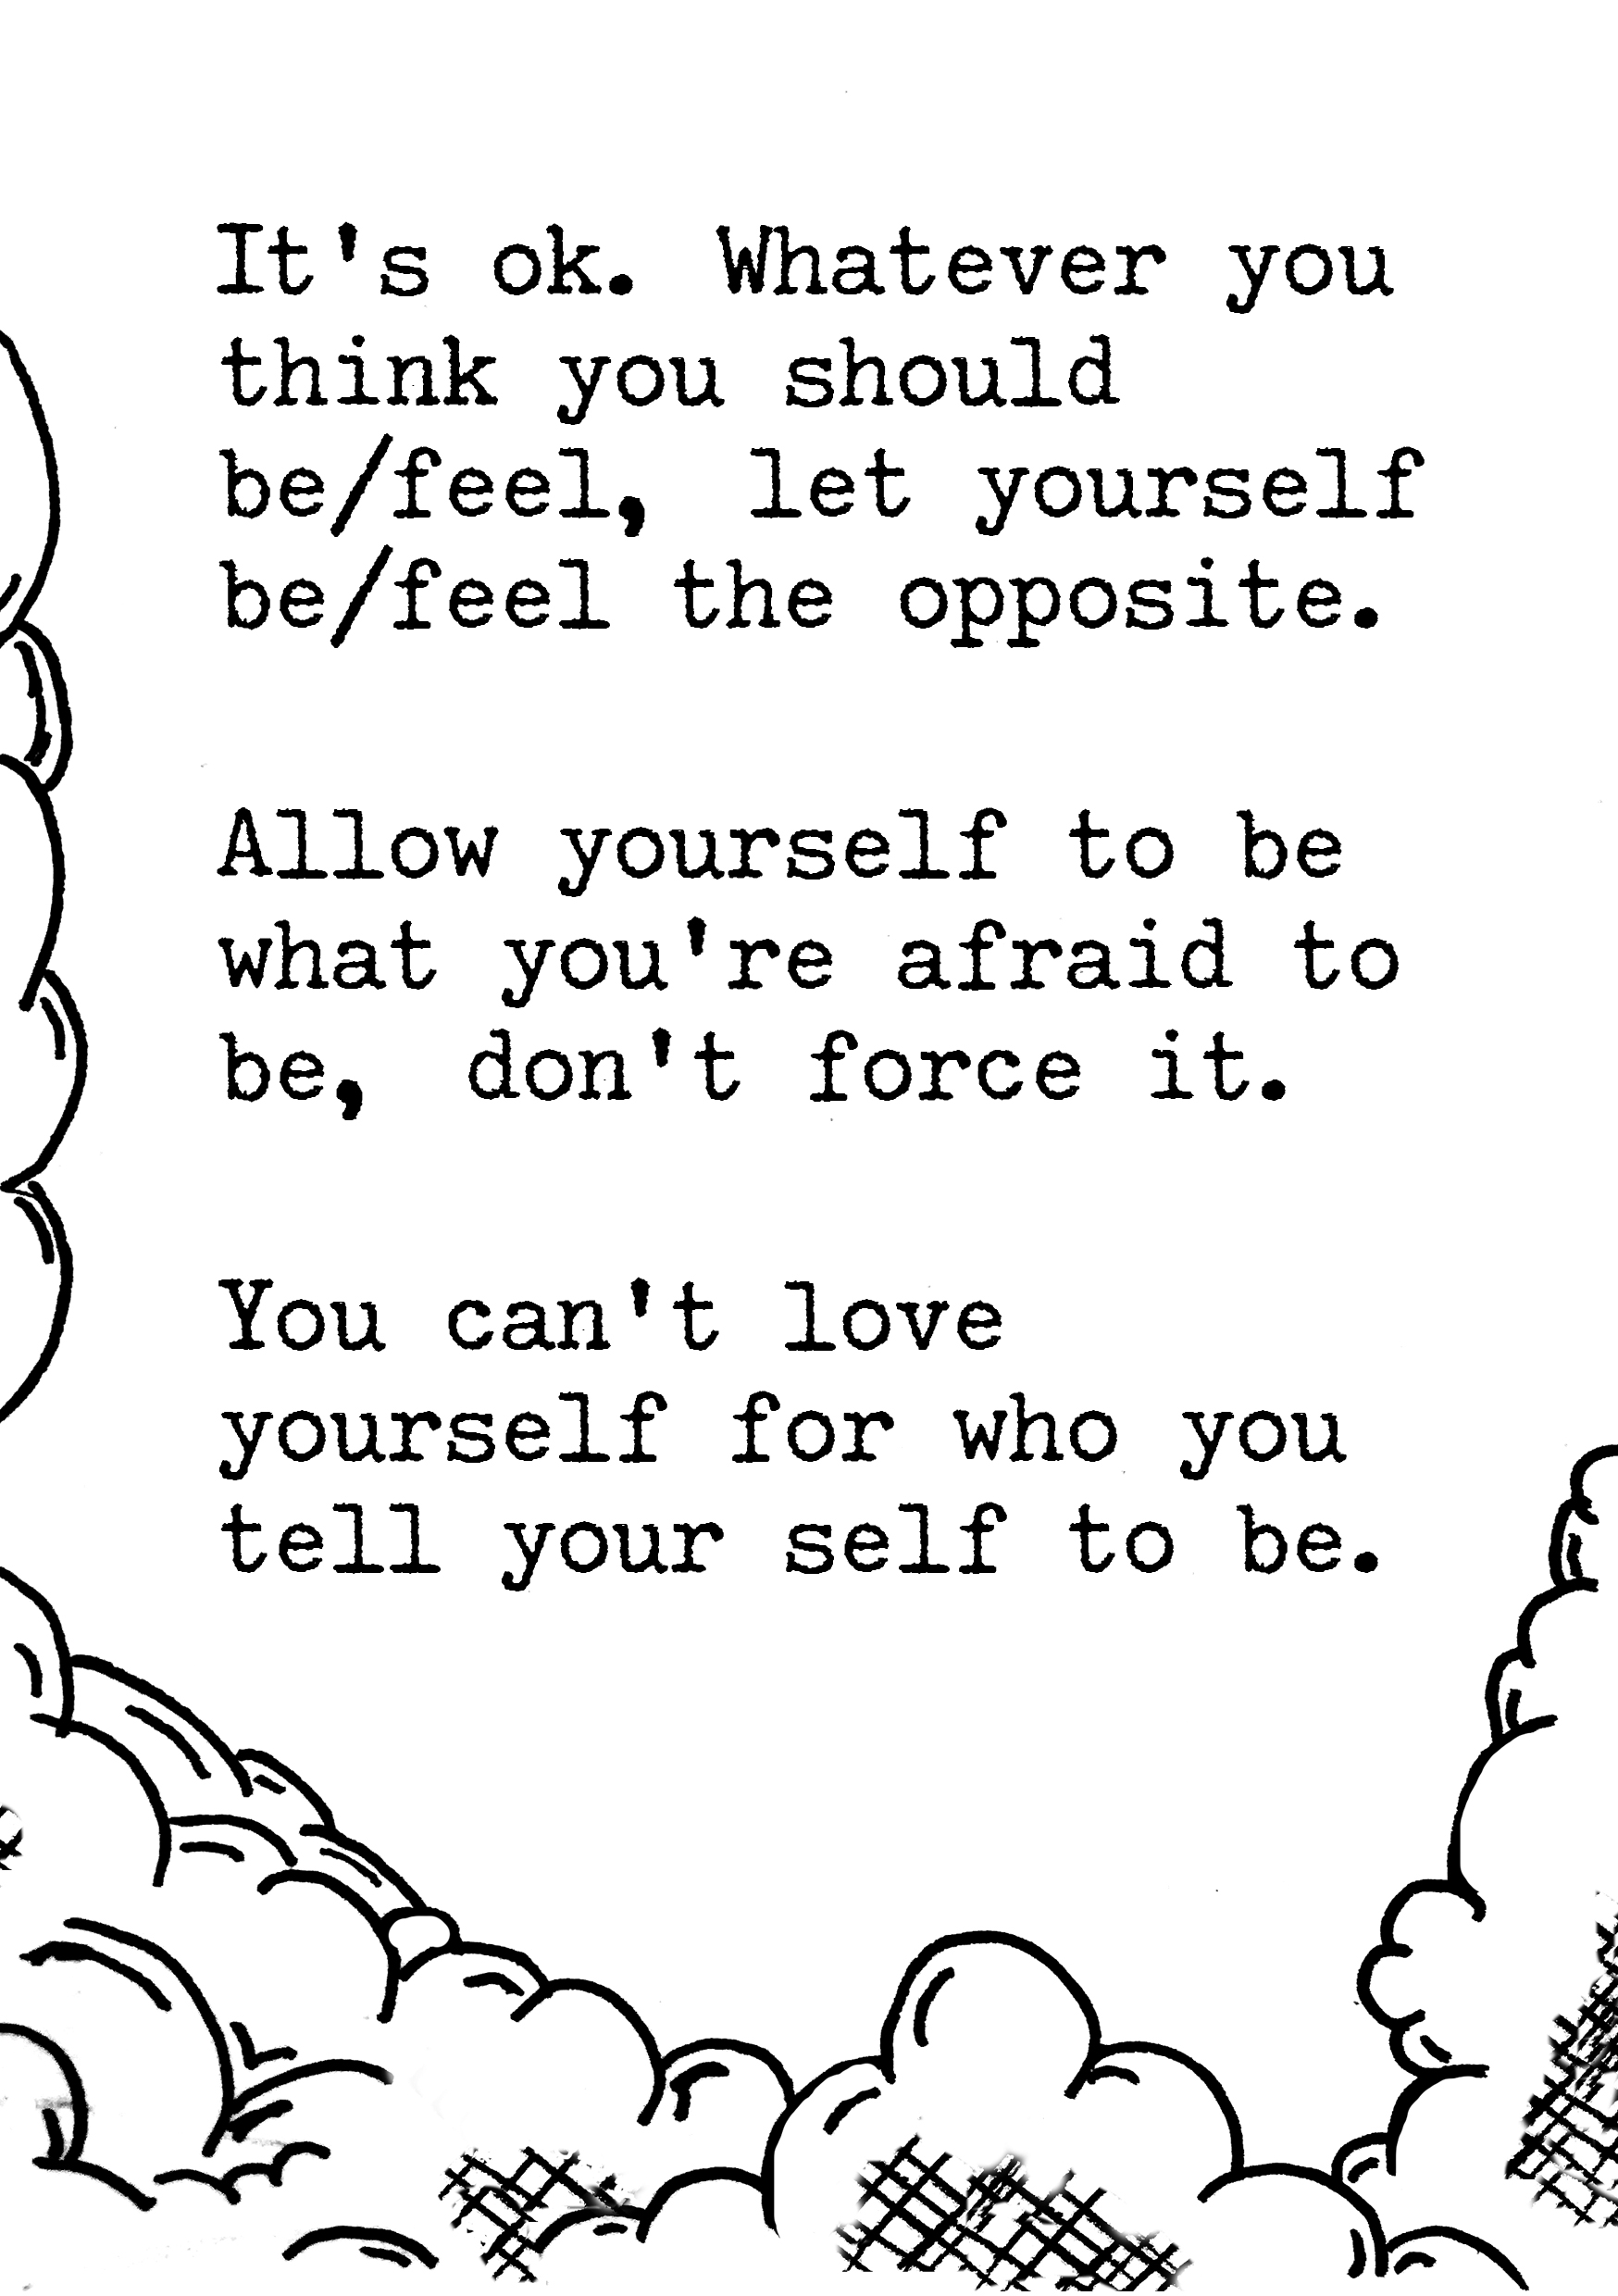 It's ok. Whatever you
think you should
be/feel, let yourself
be/feel the opposite.
Allow yourself to be
what you're afraid to
be, don't force it.
You can't love
yourself for who you
tell your self to be.